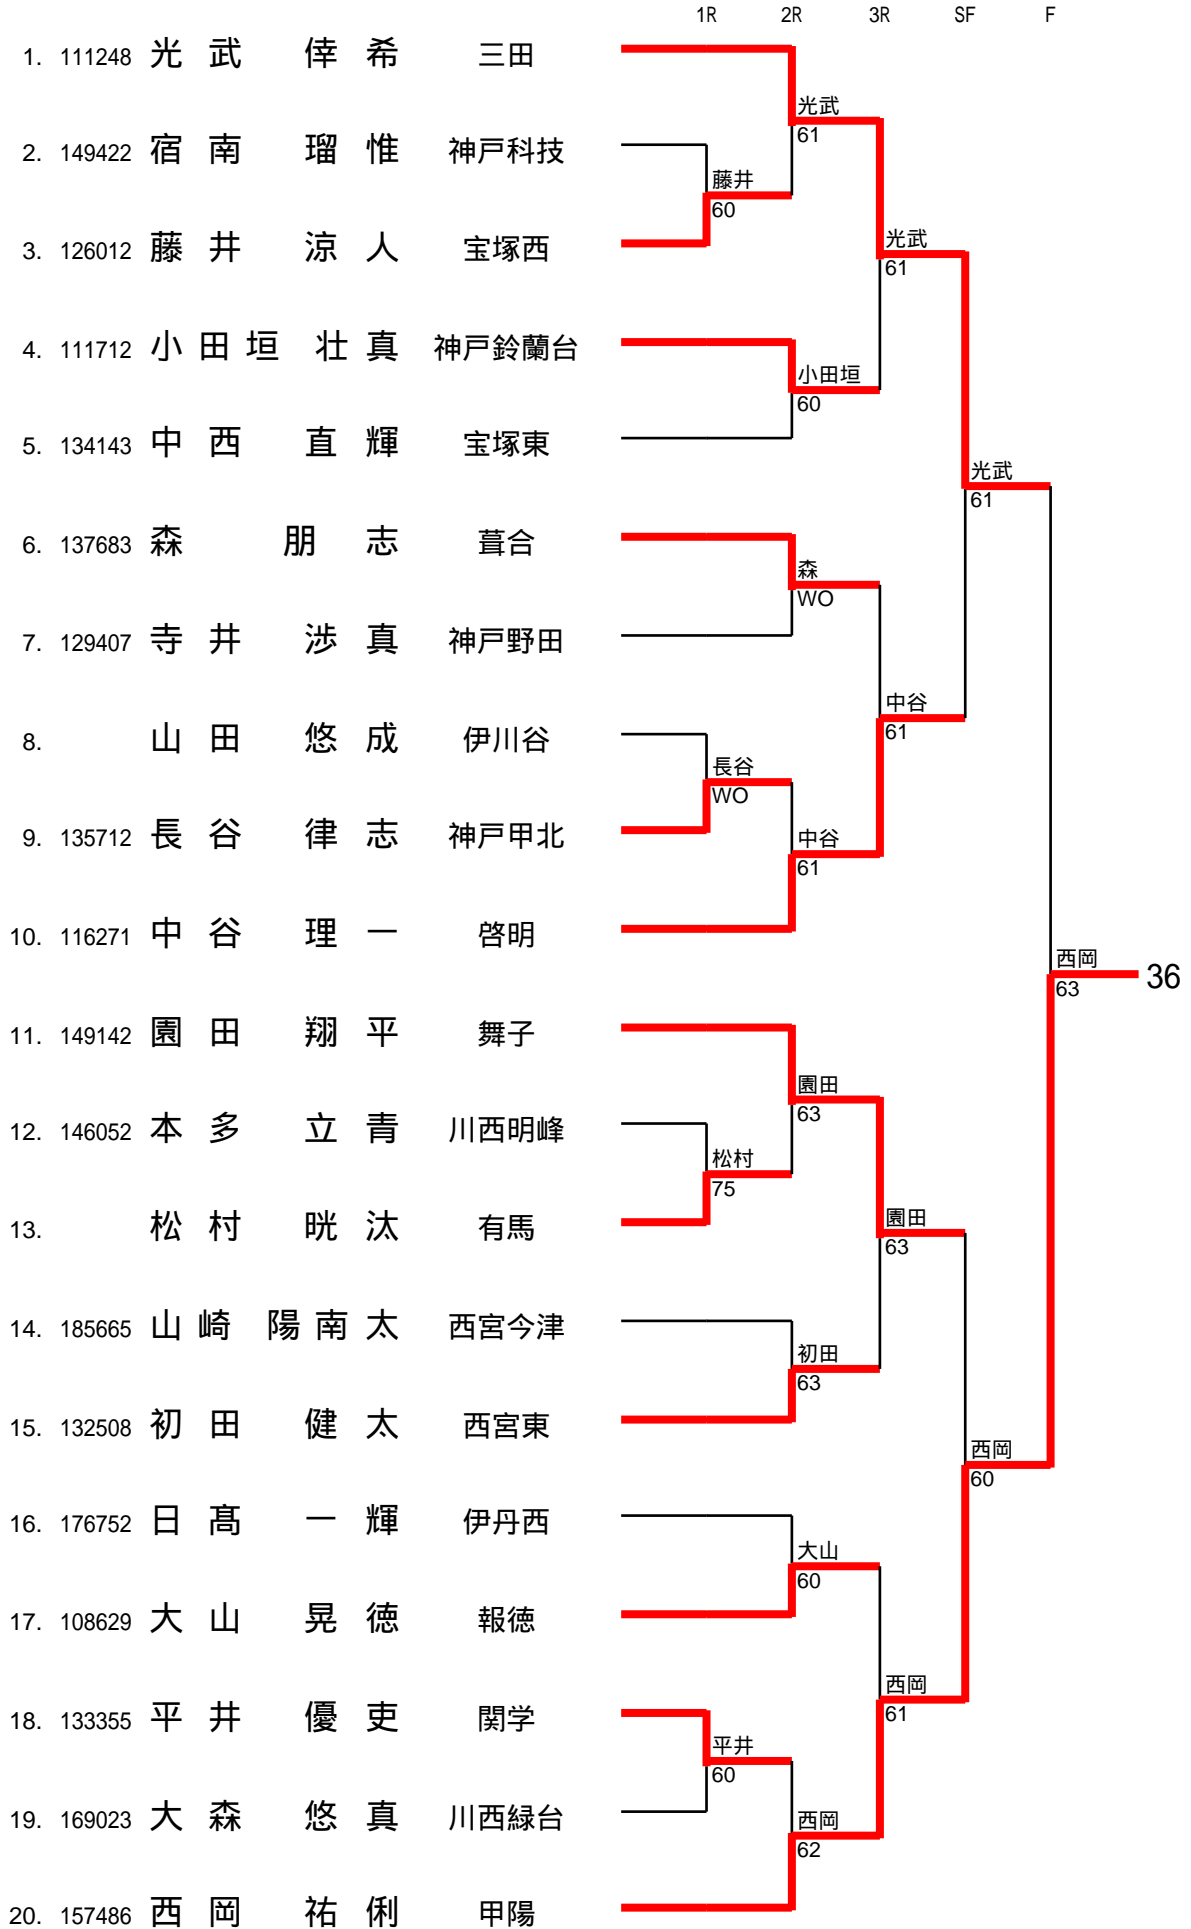 1R 2R 3R SF F
1. 111248 光武 倖希 三田
光武
61
2. 149422 宿南 瑠惟 神戸科技
藤井
60
3. 126012 藤井 涼人 宝塚西
光武
61
4. 111712 小田垣 壮真 神戸鈴蘭台
小田垣
60
5. 134143 中西 直輝 宝塚東
光武
61
6. 137683 森 朋志 葺合
森
WO
7. 129407 寺井 渉真 神戸野田
中谷
61
8. 山田 悠成 伊川谷
長谷
WO
9. 135712 長谷 律志 神戸甲北
中谷
61
10. 116271 中谷 理一 啓明
西岡
63
36
11. 149142 園田 翔平 舞子
園田
63
12. 146052 本多 立青 川西明峰
松村
75
13. 松村 晄汰 有馬
園田
63
14. 185665 山崎 陽南太 西宮今津
初田
63
15. 132508 初田 健太 西宮東
西岡
60
16. 176752 日髙 一輝 伊丹西
大山
60
17. 108629 大山 晃徳 報徳
西岡
61
18. 133355 平井 優吏 関学
平井
60
19. 169023 大森 悠真 川西緑台
西岡
62
20. 157486 西岡 祐俐 甲陽